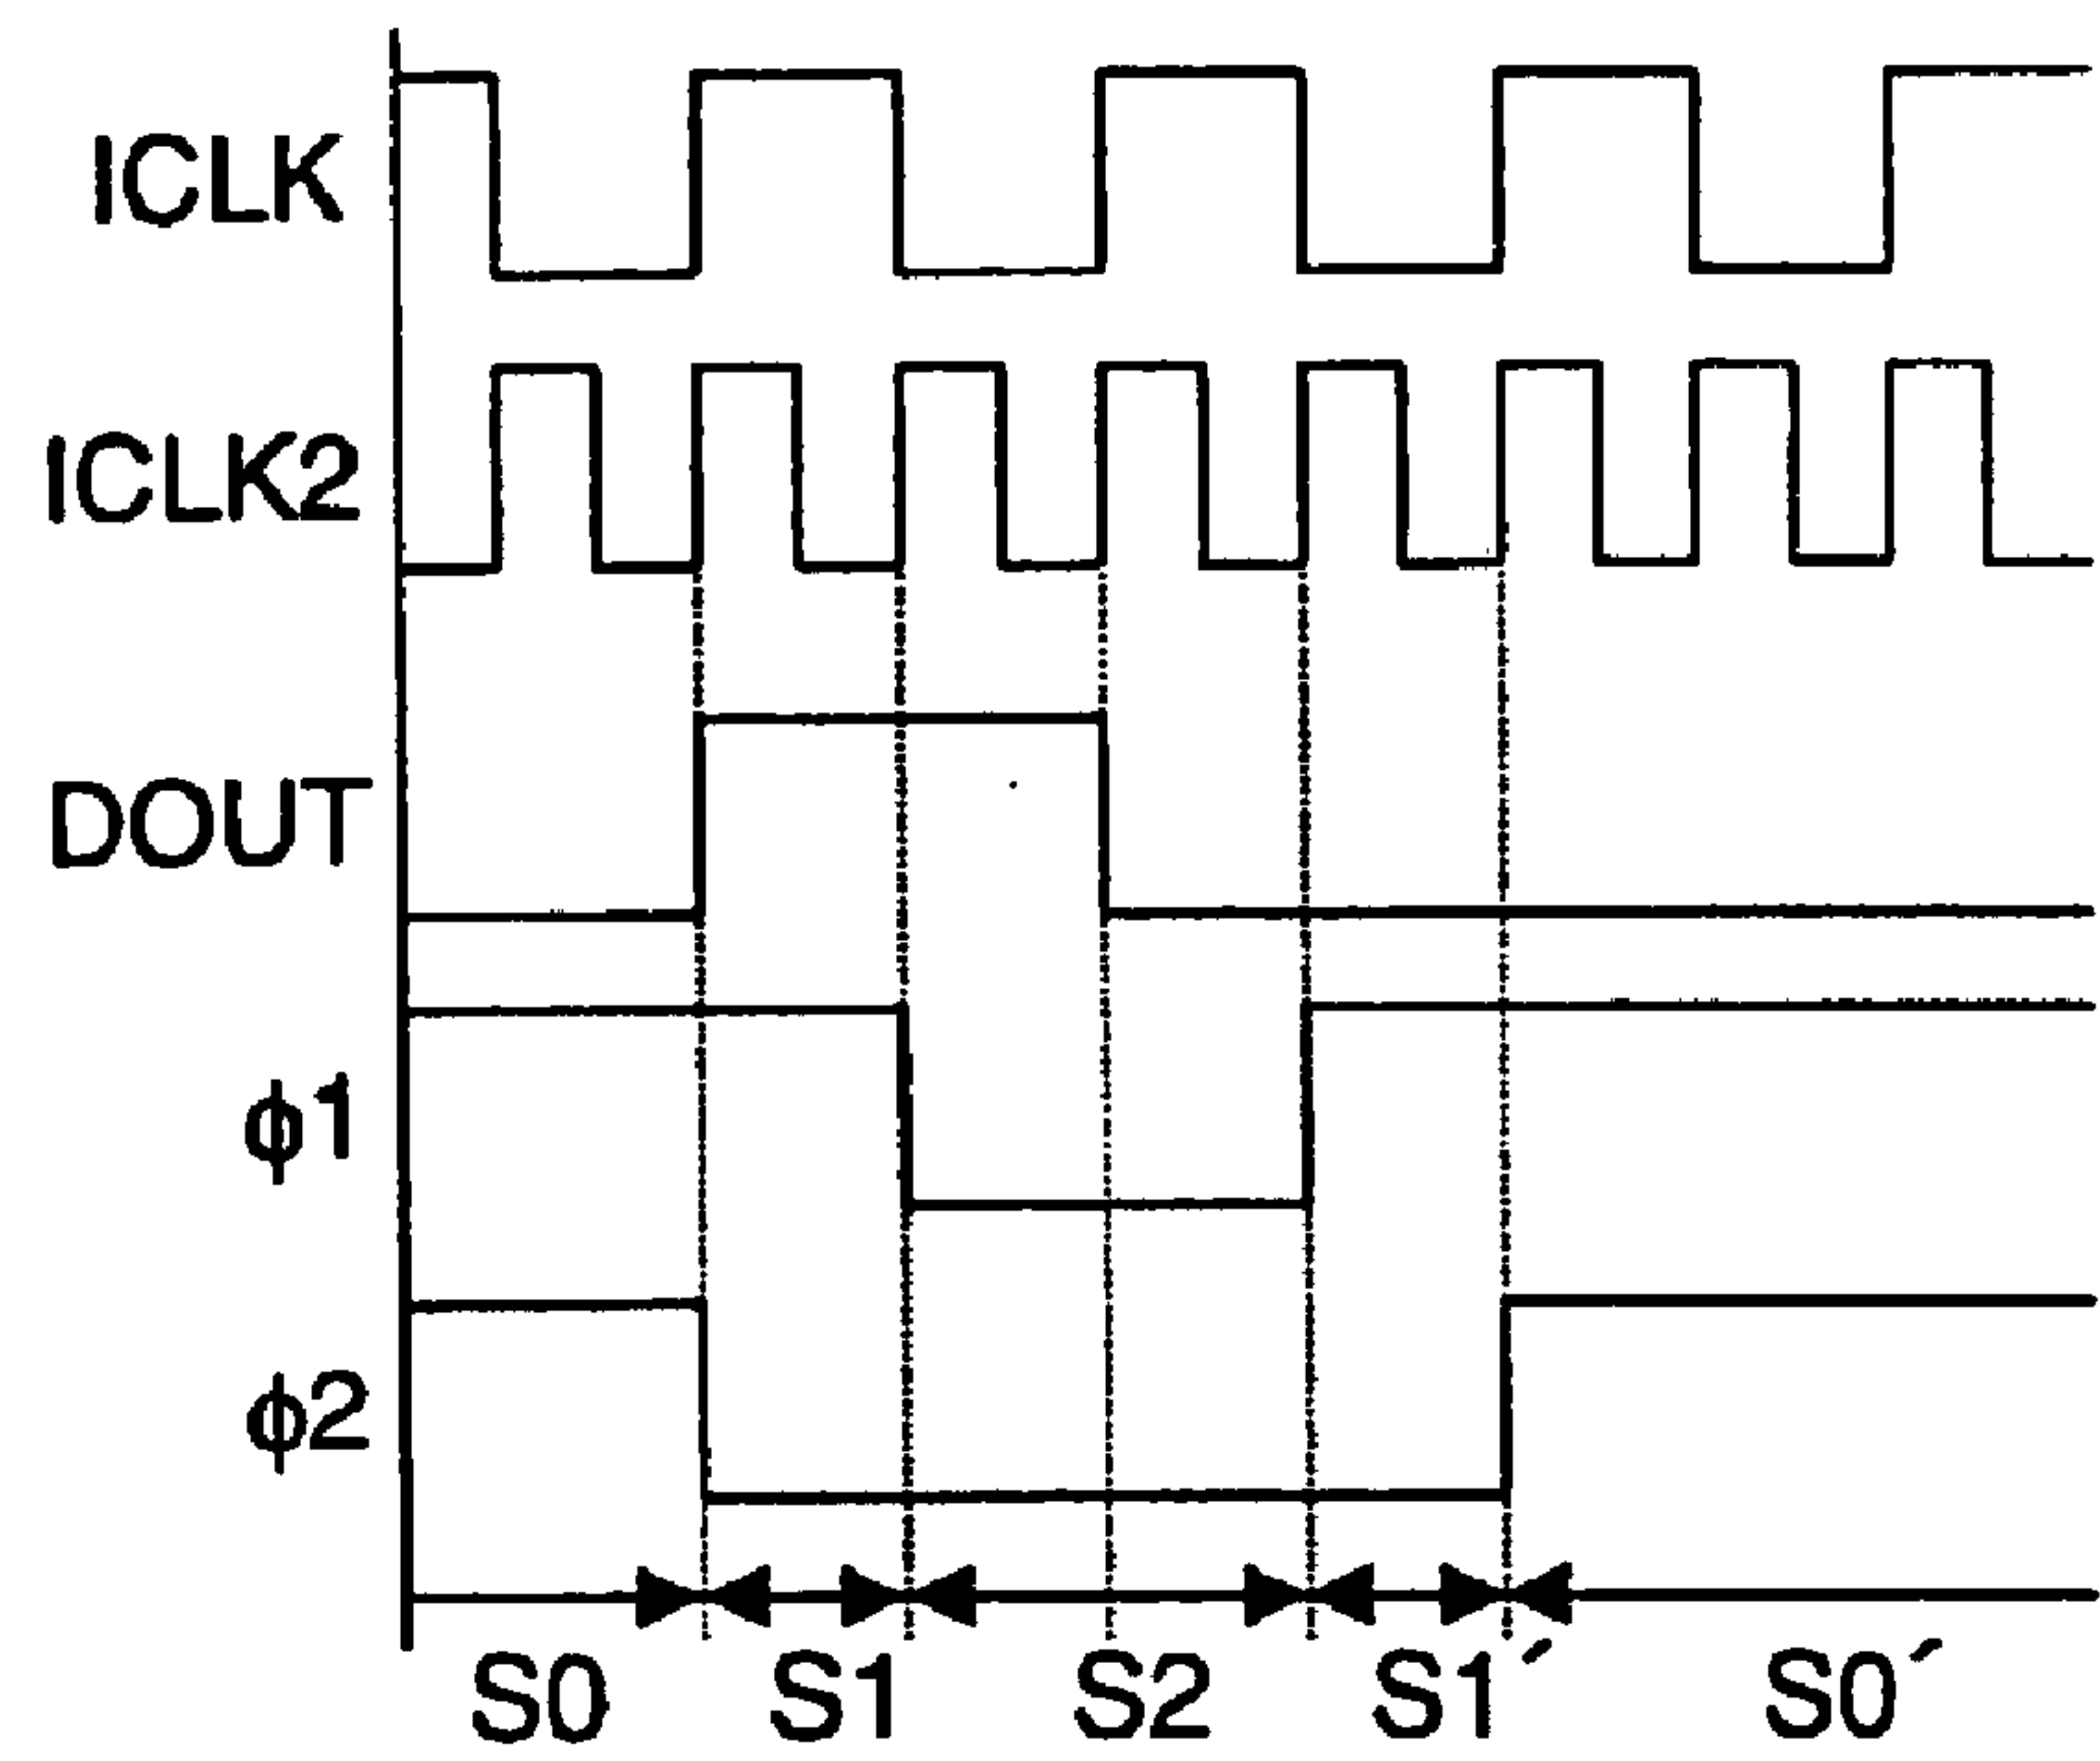 ICLK
ICLK2
DOUT
ϕ1
ϕ2
S0 S1 S2 S1´ S0´